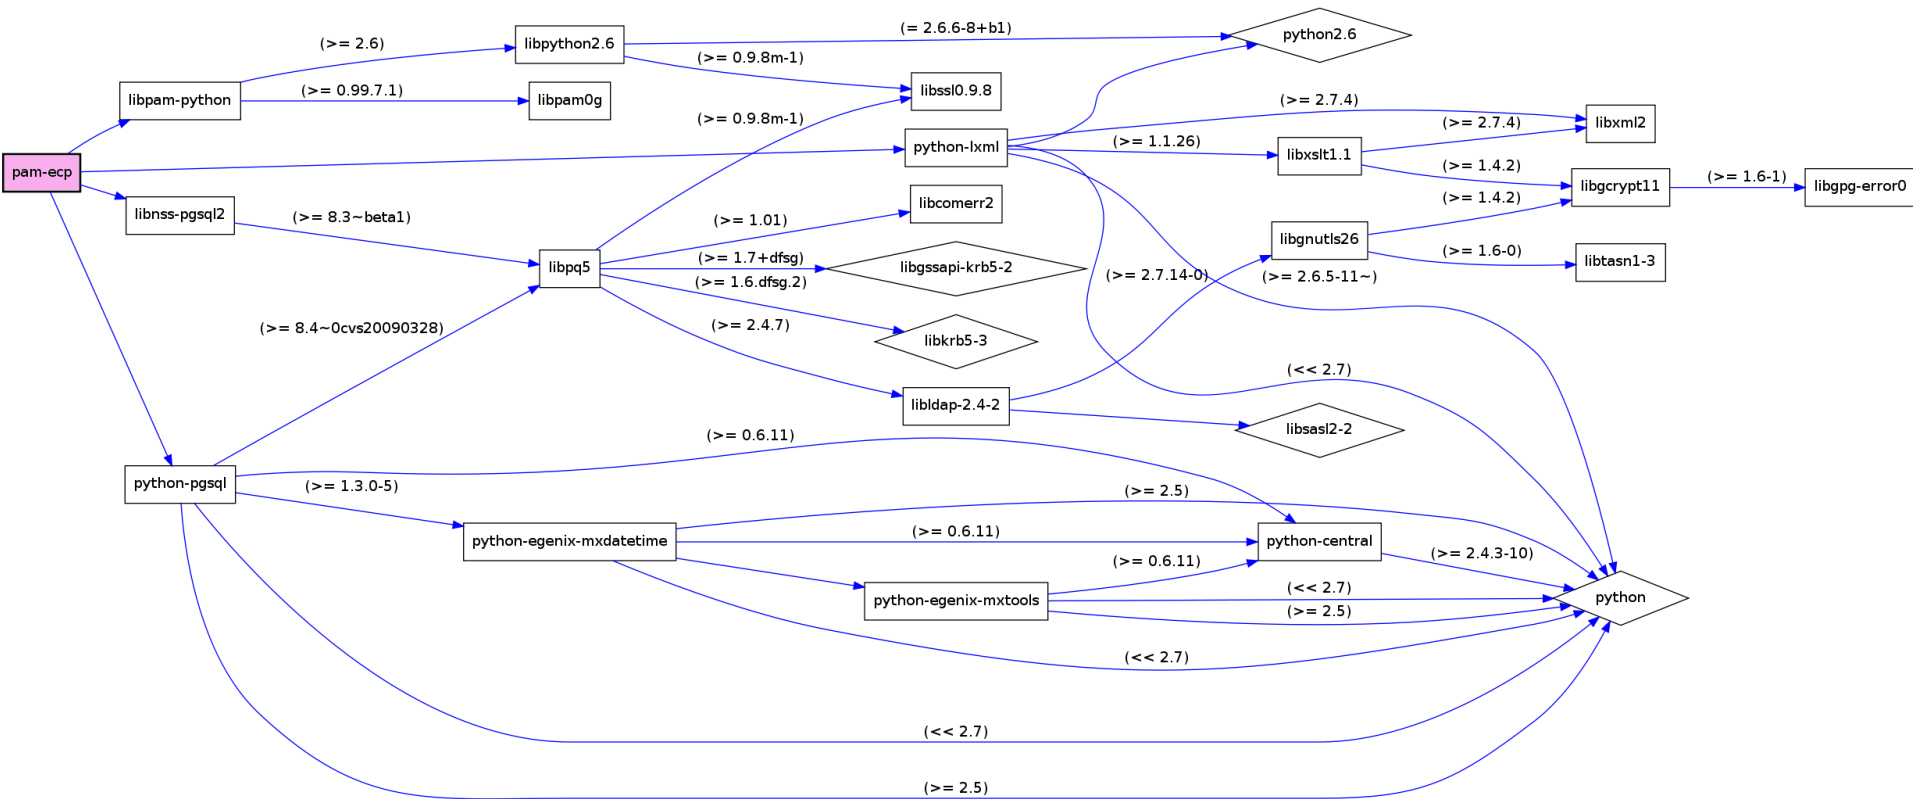 pam-ecp
libpam-python
libnss-pgsql2
python-pgsql
(>= 2.6)
(>= 0.99.7.1)
(>= 8.3~beta1)
(>= 8.4~0cvs20090328)
(>= 1.3.0-5)
libpython2.6
libpam0g
libpq5
python-egenix-mxdatetime
(= 2.6.6-8+b1)
(>= 0.9.8m-1)
(>= 0.9.8m-1)
(>= 1.01)
(>= 1.7+dfsg)
(>= 1.6.dfsg.2)
(>= 2.4.7)
(>= 0.6.11)
libssl0.9.8
python-lxml
libcomerr2
libgssapi-krb5-2
libkrb5-3
libldap-2.4-2
(>= 0.6.11)
python-egenix-mxtools
(<< 2.7)
(>= 2.5)
(>= 1.1.26)
(>= 2.7.14-0)
(>= 2.5)
(>= 0.6.11)
(<< 2.7)
python2.6
(>= 2.7.4)
libxslt1.1
libgnutls26
(>= 2.6.5-11~)
(<< 2.7)
libsasl2-2
python-central
(<< 2.7)
(>= 2.5)
(>= 2.7.4)
(>= 1.4.2)
(>= 1.4.2)
(>= 1.6-0)
(>= 2.4.3-10)
libxml2
libgcrypt11
libtasn1-3
python
(>= 1.6-1)
libgpg-error0